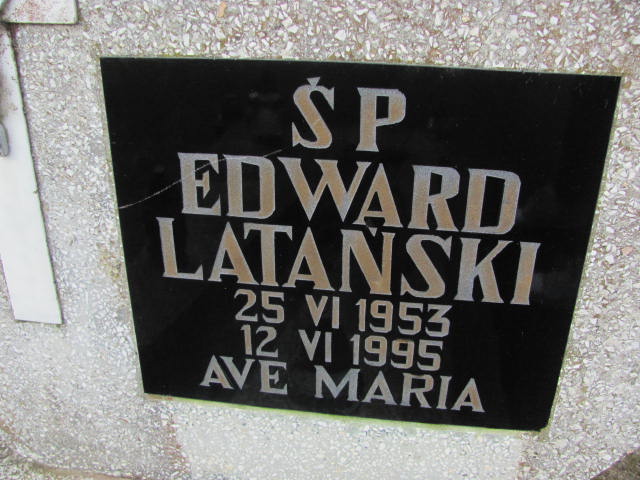 ŚP
EDWARD
LATAŃSKI
25 VI 1953
12 VI 1995
AVE MARIA